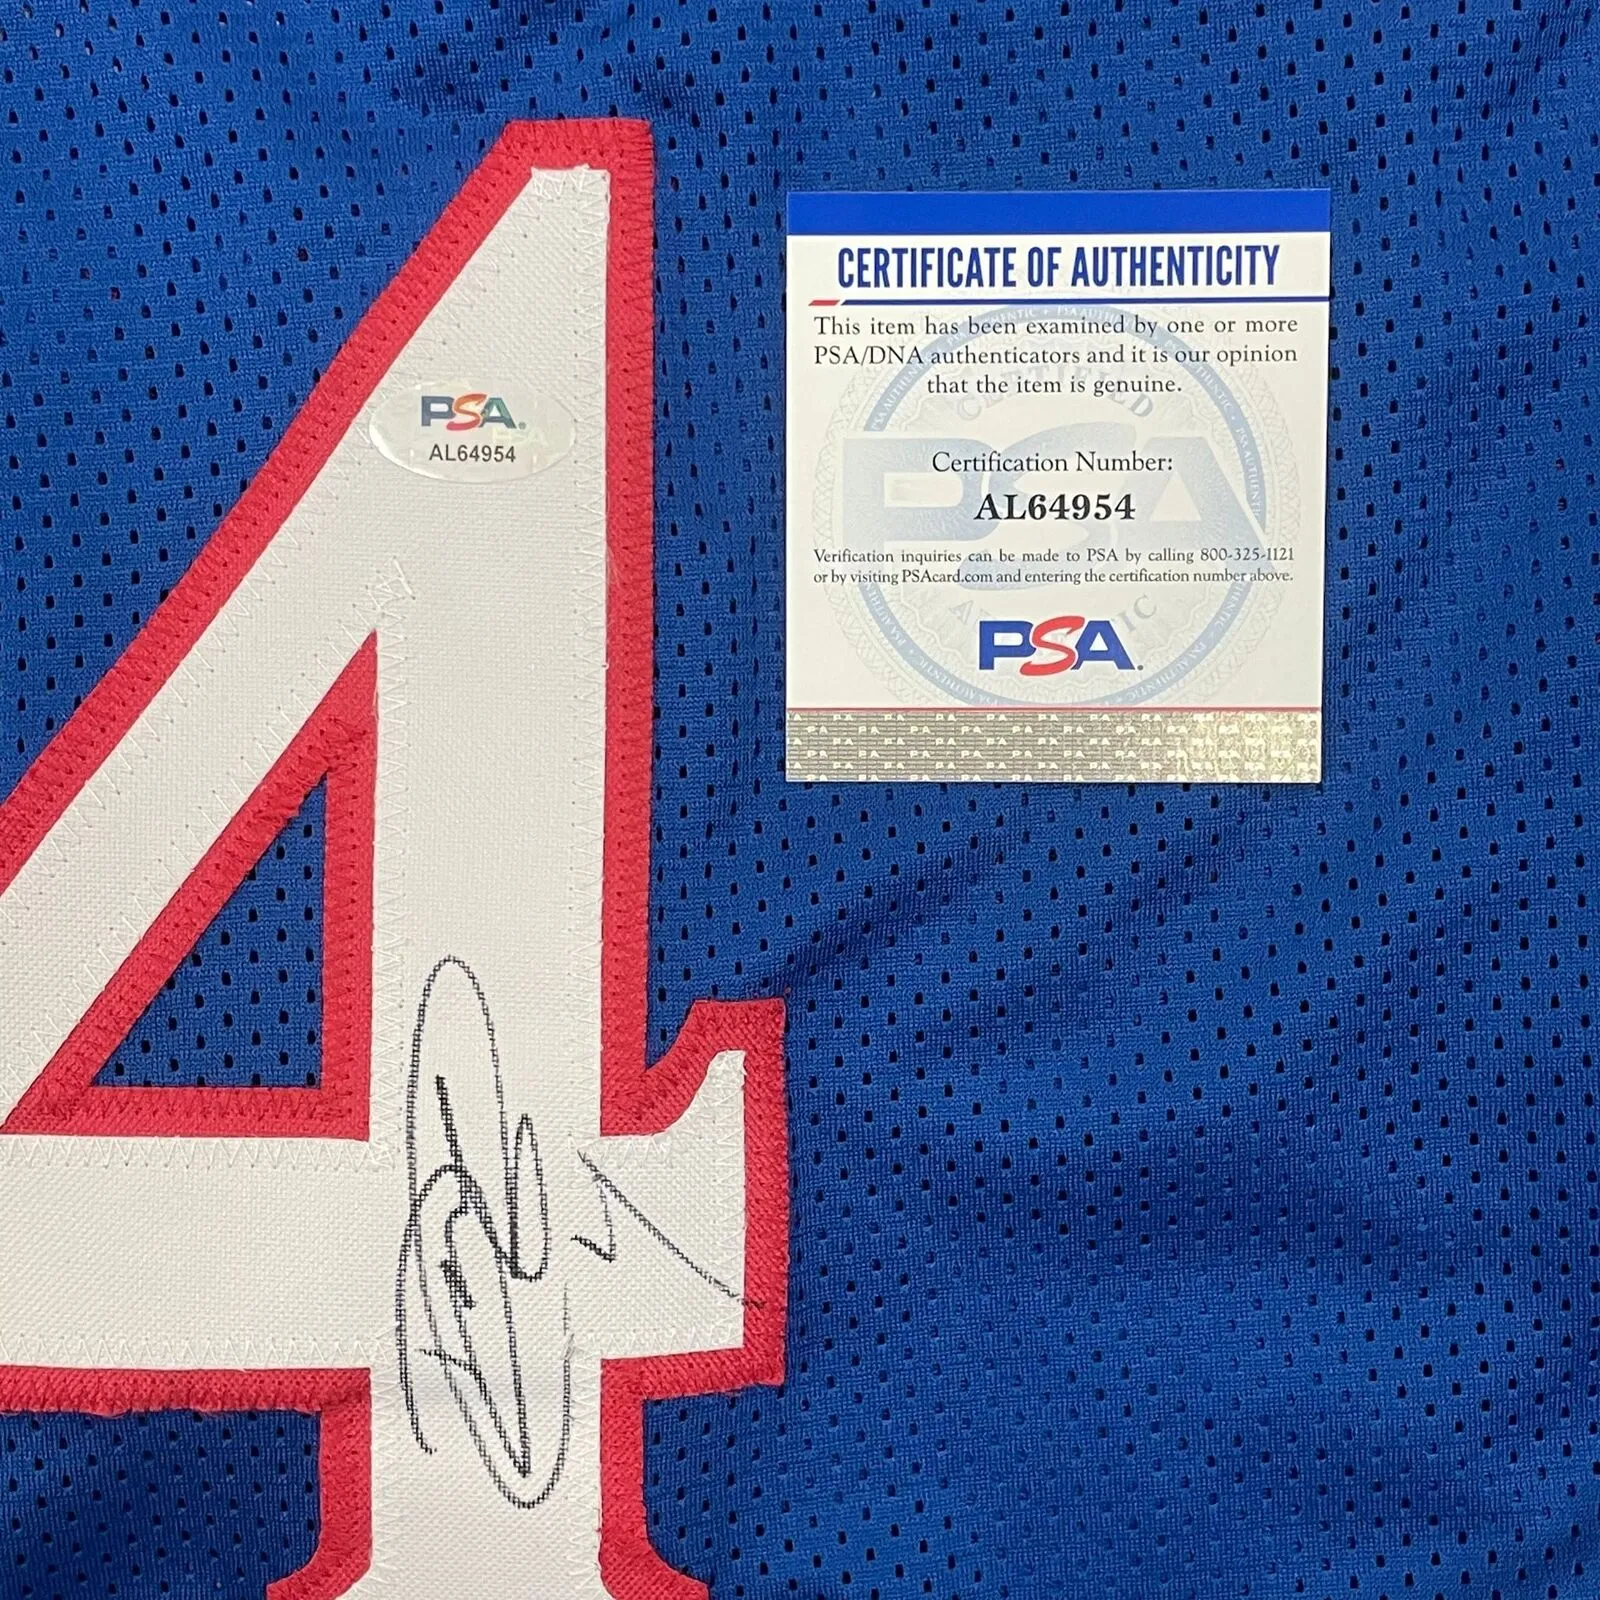 PSA
AL64954
4
CERTIFICATE OF AUTHENTICITY
This item has been examined by one or more
PSA/DNA authenticators and it is our opinion
that the item is genuine.
Certification Number:
AL64954
Verification inquiries can be made to PSA by calling 800-325-1121
or by visiting PSAcard.com and entering the certification number above.
PSA